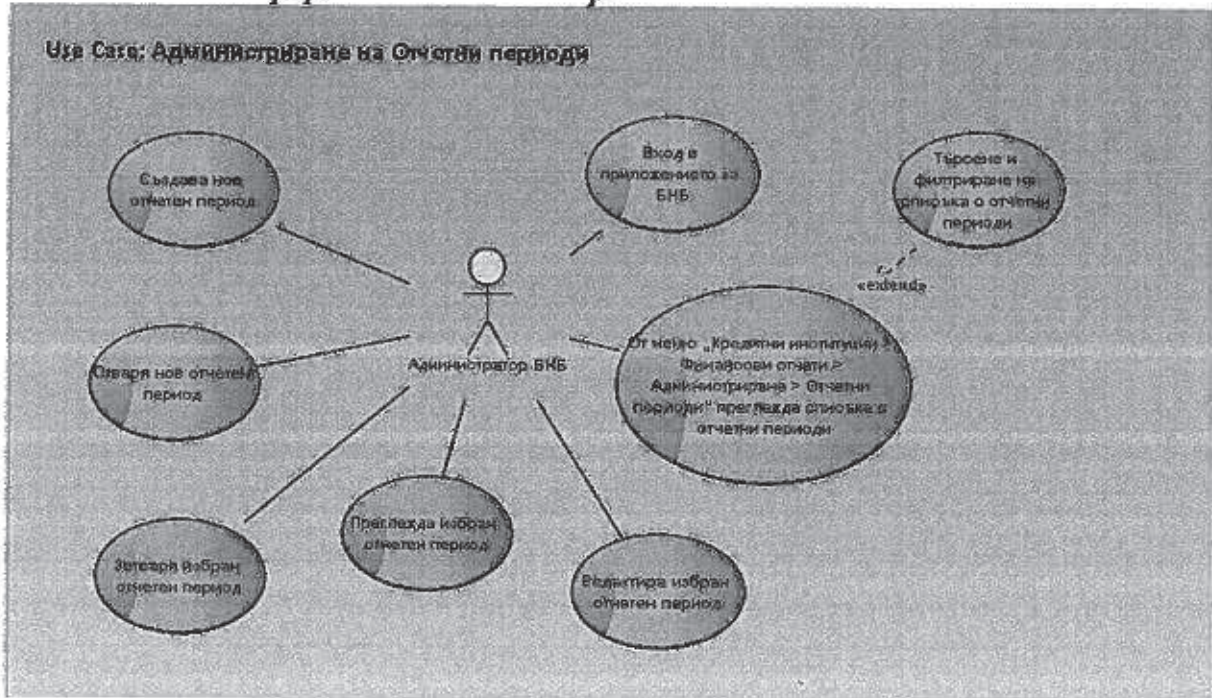 Use Case: Администриране на Отчетни периоди
Създава нов
отчетен период
Вход в
приложението за
БНБ
Търсене и
филтриране на
списъка с отчетни
периоди
«extend»
Администратор БНБ
От меню „Кредитни институции >
Финансови отчети >
Администриране > Отчетни
периоди“ преглежда списъка с
отчетни периоди
Отваря нов отчетен
период
Преглежда избран
отчетен период
Затваря избран
отчетен период
Редактира избран
отчетен период